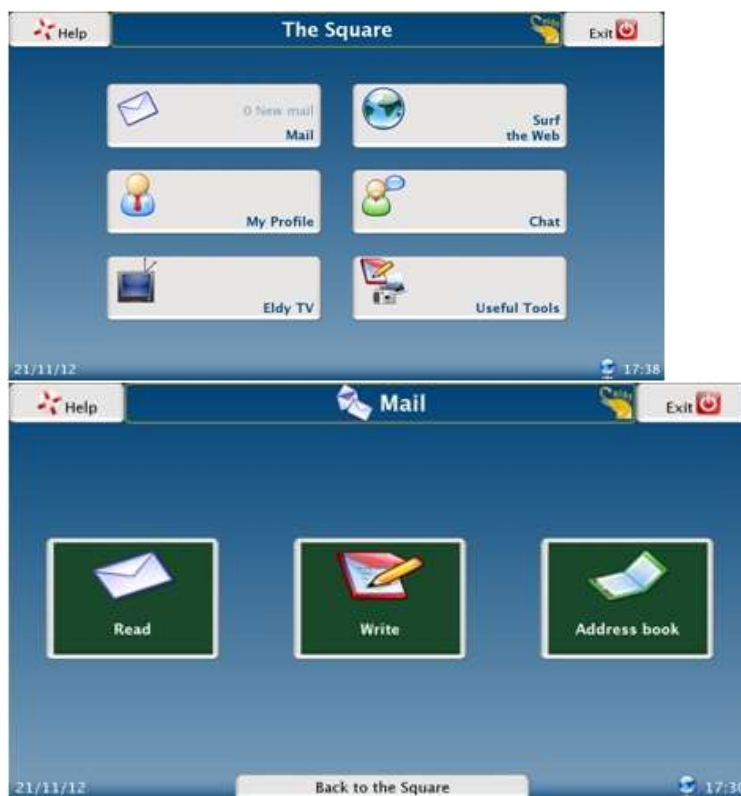 Help
The Square
Exit
0 New mail
Mail
Surf
the Web
My Profile
Chat
Eldy TV
Useful Tools
21/11/12
17:38
Help
Mail
Exit
Read
Write
Address book
21/11/12
Back to the Square